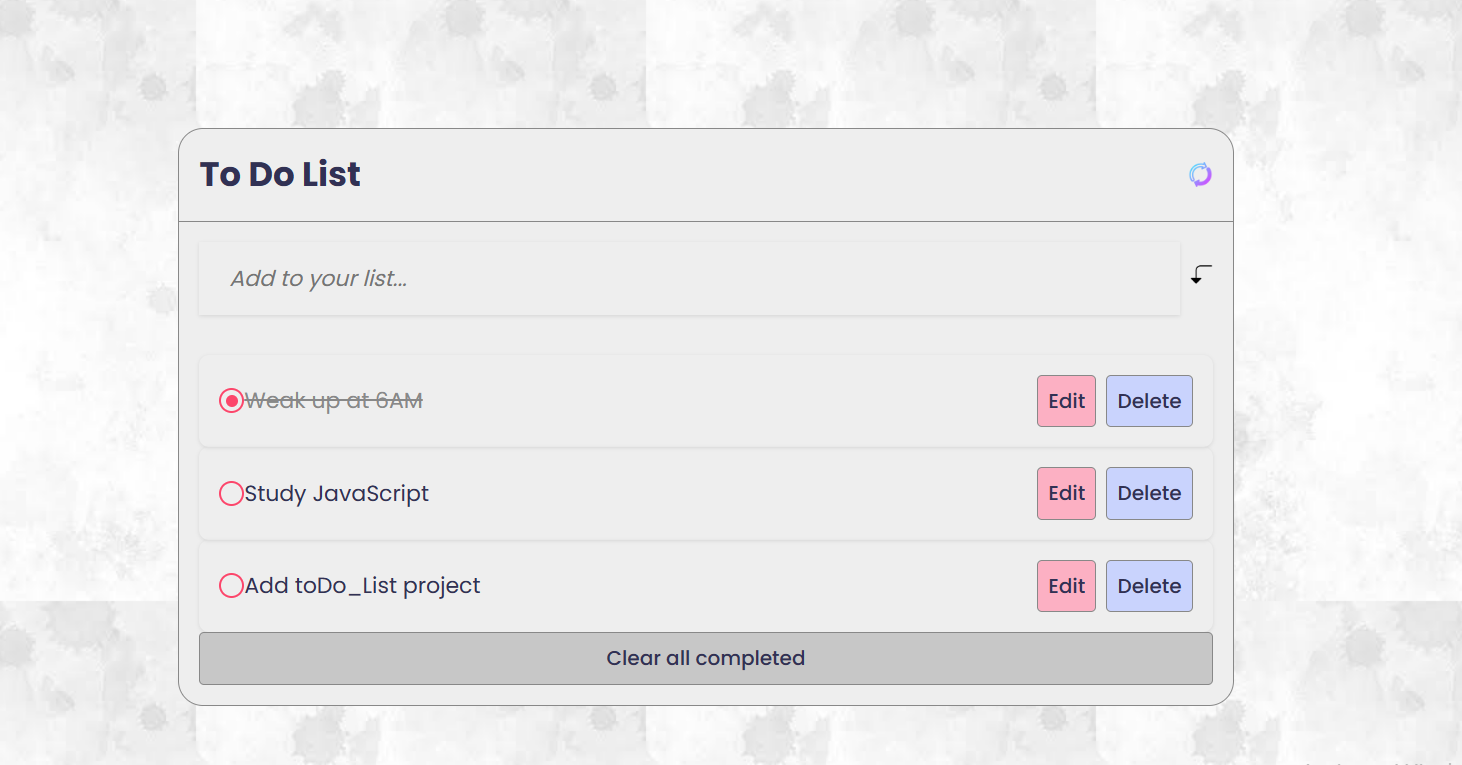 To Do List
Add to your list...
Weak up at 6AM
Edit
Delete
Study JavaScript
Edit
Delete
Add toDo_List project
Edit
Delete
Clear all completed